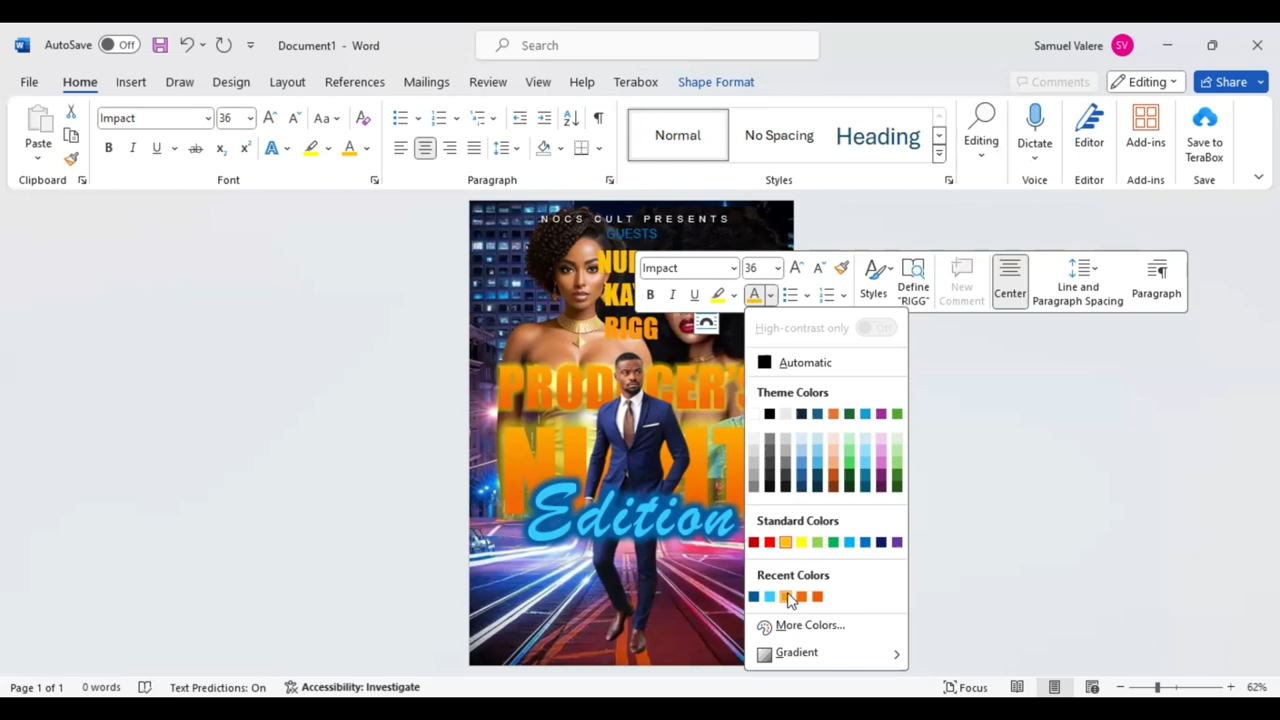 AutoSave Off Document1 - Word Search Samuel Valere SV
File Home Insert Draw Design Layout References Mailings Review View Help Terabox Shape Format Comments Editing Share
Paste Impact 36 Aa Normal No Spacing Heading Editing Dictate Editor Add-ins Save to TeraBox
Clipboard Font Paragraph Styles Voice Editor Add-ins Save
NOCS CULT PRESENTS
GUESTS
RIGG
PRODUCER'S
Edition
Impact 36 Styles Define "RIGG" New Comment Center Line and Paragraph Spacing Paragraph
High-contrast only Off
Automatic
Theme Colors
Standard Colors
Recent Colors
More Colors...
Gradient
Page 1 of 1 0 words Text Predictions: On Accessibility: Investigate Focus 62%